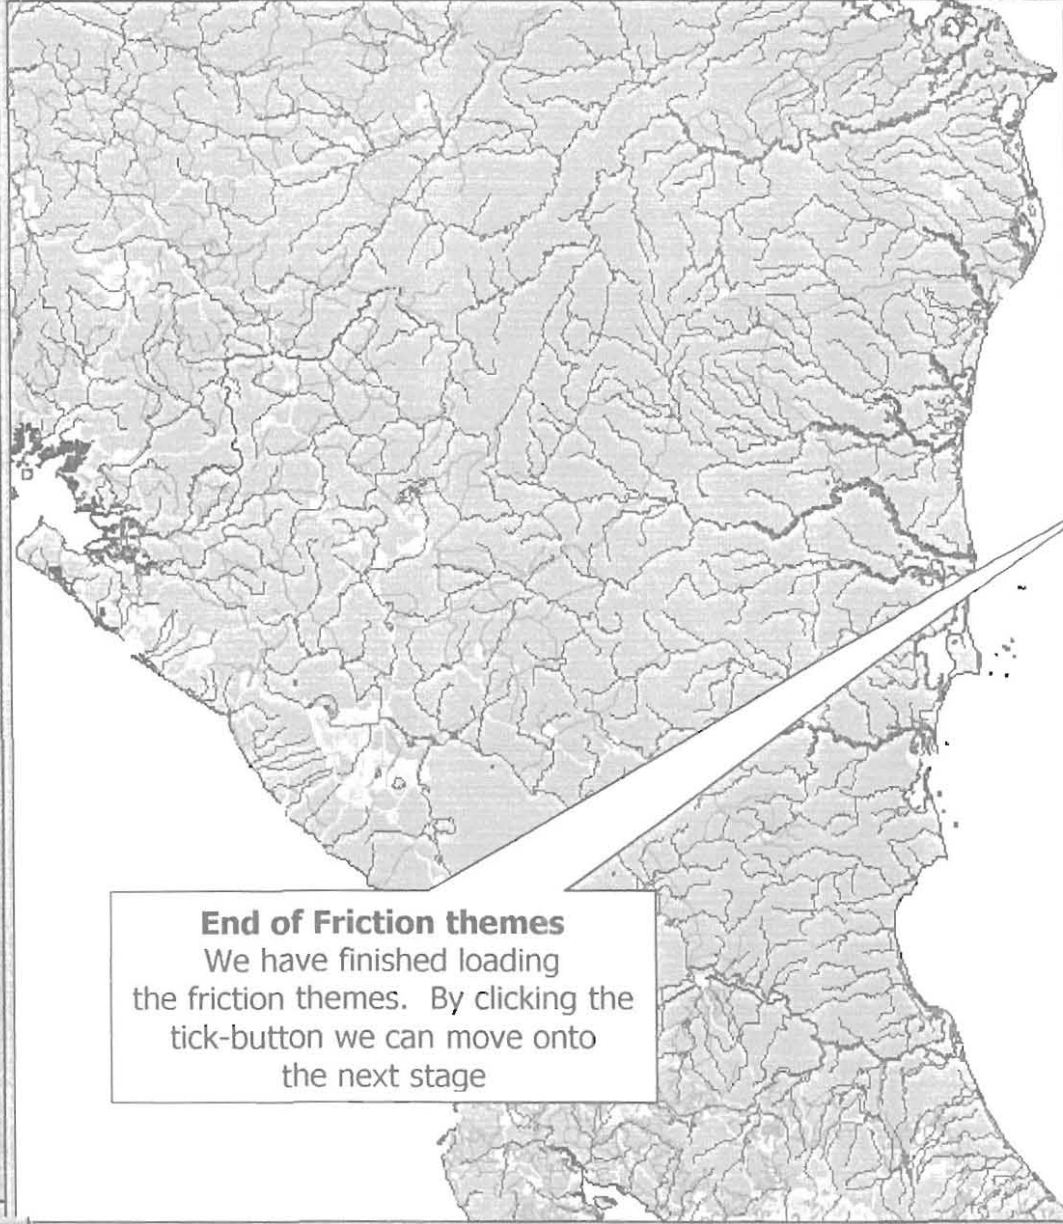 End of Friction themes
We have finished loading
the friction themes.  By clicking the
tick-button we can move onto
the next stage